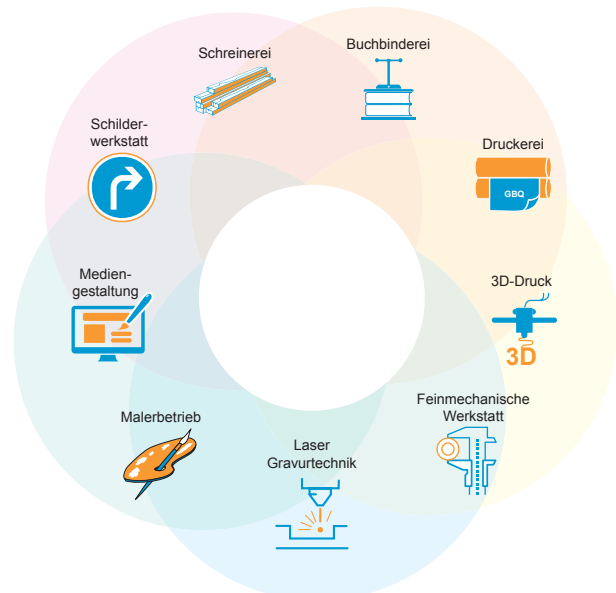 Buchbinderei
Schreinerei
Druckerei
GBQ
Schilder-
werkstatt
3D-Druck
3D
Medien-
gestaltung
Feinmechanische
Werkstatt
Malerbetrieb
Laser
Gravurtechnik